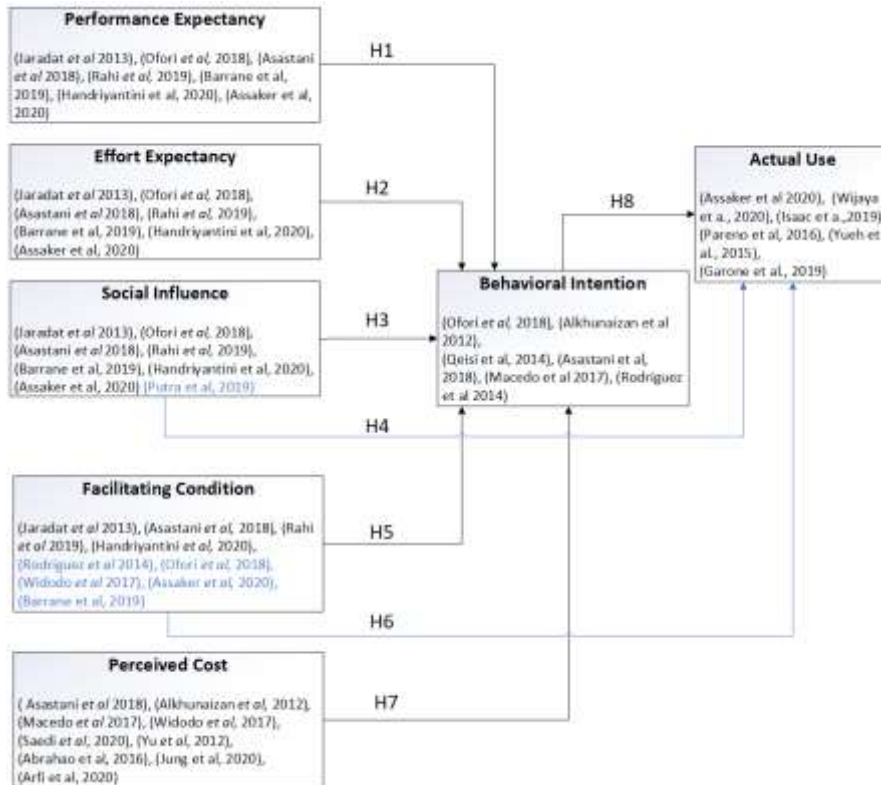 Performance Expectancy
(Jaradat et al 2013), (Ofori et al, 2018), (Asastani
et al 2018), (Rahi et al, 2019), (Barrane et al,
2019), (Handriyantini et al, 2020), (Assaker et al,
2020)
H1
Effort Expectancy
(Jaradat et al 2013), (Ofori et al, 2018),
(Asastani et al 2018), (Rahi et al, 2019),
(Barrane et al, 2019), (Handriyantini et al, 2020),
(Assaker et al, 2020)
H2
Social Influence
(Jaradat et al 2013), (Ofori et al, 2018),
(Asastani et al 2018), (Rahi et al, 2019),
(Barrane et al, 2019), (Handriyantini et al, 2020),
(Assaker et al, 2020) (Putra et al, 2019)
H3
H4
Facilitating Condition
(Jaradat et al 2013), (Asastani et al, 2018), (Rahi
et al 2019), (Handriyantini et al, 2020),
(Rodriguez et al 2014), (Ofori et al, 2018),
(Widodo et al 2017), (Assaker et al, 2020),
(Barrane et al, 2019)
H5
H6
Perceived Cost
( Asastani et al 2018), (Alkhunaizan et al, 2012),
(Macedo et al 2017), (Widodo et al, 2017),
(Saedi et al, 2020), (Yu et al, 2012),
(Abrahao et al, 2016), (Jung et al, 2020),
(Arfi et al, 2020)
H7
Behavioral Intention
(Ofori et al, 2018), (Alkhunaizan et al
2012),
(Qeisi et al, 2014), (Asastani et al,
2018), (Macedo et al 2017), (Rodriguez
et al 2014)
H8
Actual Use
(Assaker et al 2020), (Wijaya
et a., 2020), (Isaac et a.,2019)
(Pareno et al, 2016), (Yueh et
al., 2015),
(Garone et al., 2019)